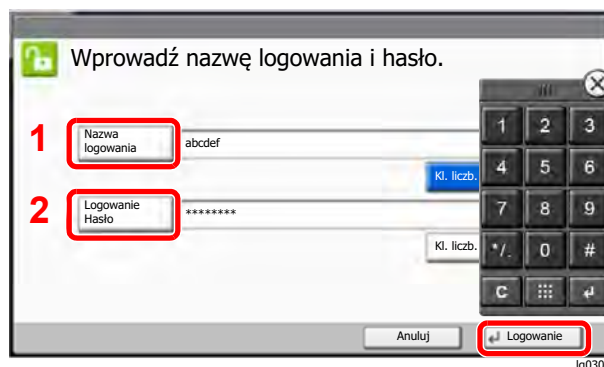 Wprowadź nazwę logowania i hasło.
1
Nazwa
logowania
abcdef
Kl. liczb.
2
Logowanie
Hasło
********
Kl. liczb.
1 2 3
4 5 6
7 8 9
*/. 0 #
C
Anuluj
Logowanie